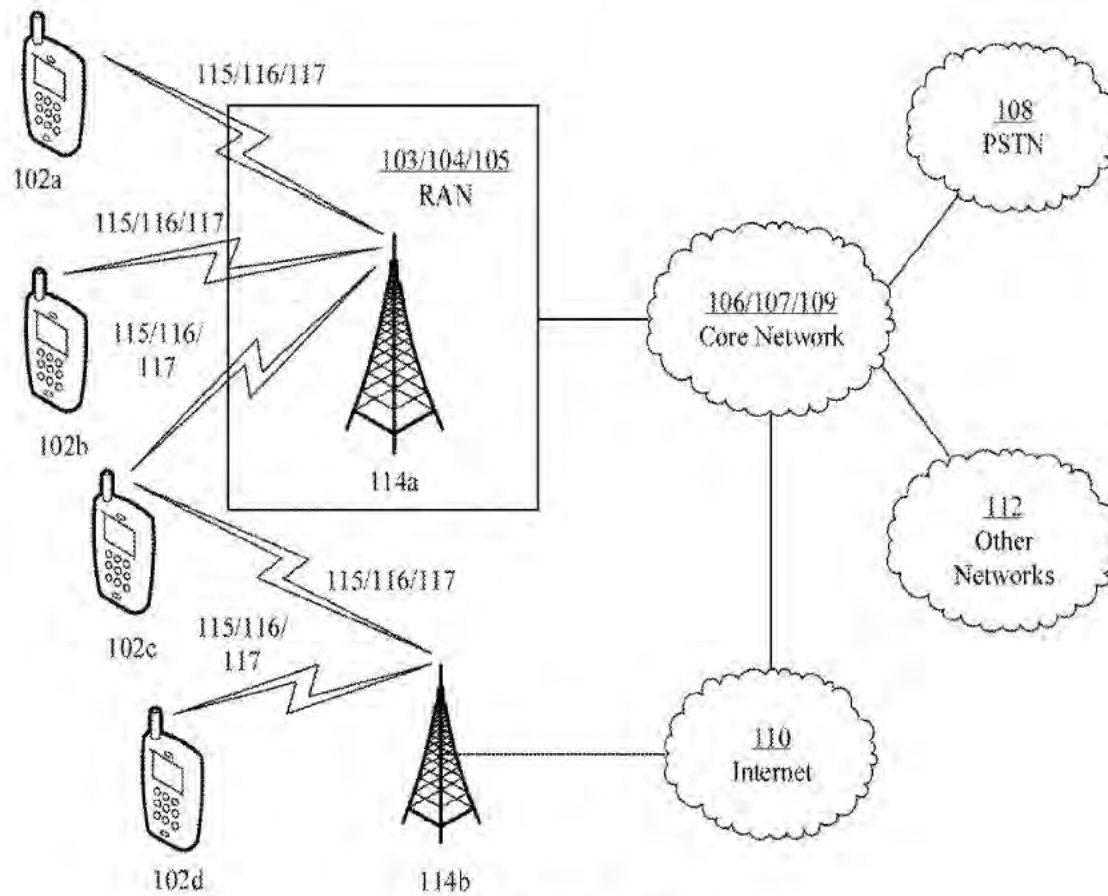 115/116/117
108
PSTN
103/104/105
RAN
102a
115/116/117
106/107/109
Core Network
115/116/
117
102b
114a
112
Other
Networks
115/116/117
102c
115/116/
117
110
Internet
102d
114b